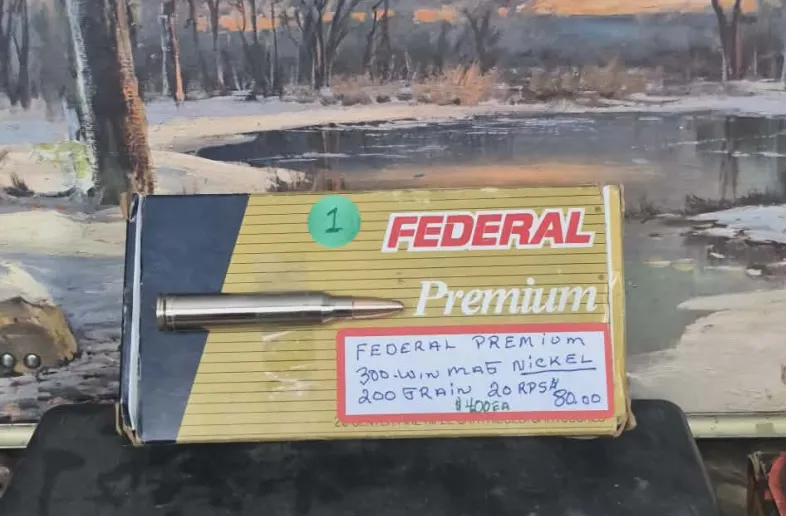 1
FEDERAL
Premium
FEDERAL PREMIUM
300-WIN MAG NICKEL
200 GRAIN 20 RDS $80.00
$4.00 EA